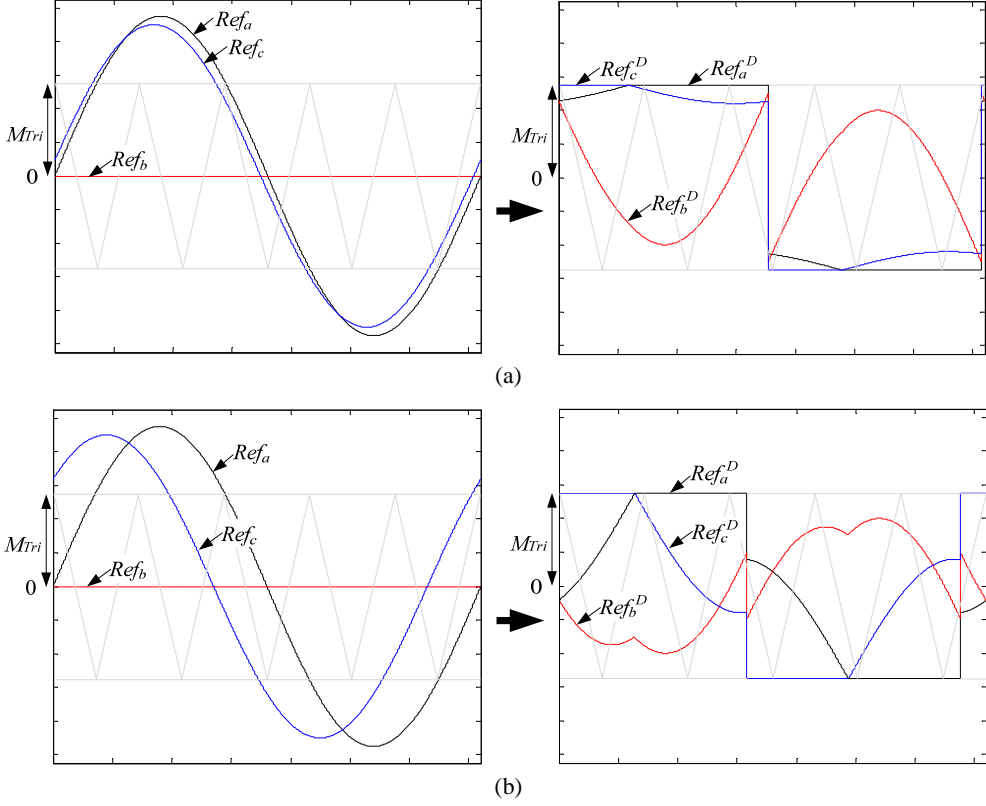 Ref_a
Ref_c
M_Tri
Ref_b
0
Ref_c^D
Ref_a^D
M_Tri
0
Ref_b^D
(a)
Ref_a
Ref_c
M_Tri
Ref_b
0
Ref_a^D
Ref_c^D
M_Tri
0
Ref_b^D
(b)